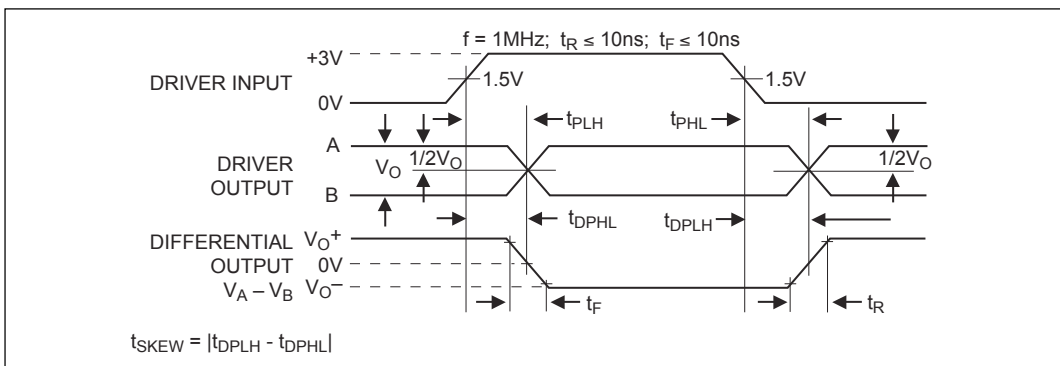 f = 1MHz; tR ≤ 10ns; tF ≤ 10ns
+3V
DRIVER INPUT
1.5V
1.5V
0V
tPLH
tPHL
A
DRIVER
OUTPUT
VO
1/2VO
1/2VO
B
tDPHL
tDPLH
DIFFERENTIAL
OUTPUT
VA – VB
VO+
0V
VO–
tF
tR
tSKEW = |tDPLH - tDPHL|